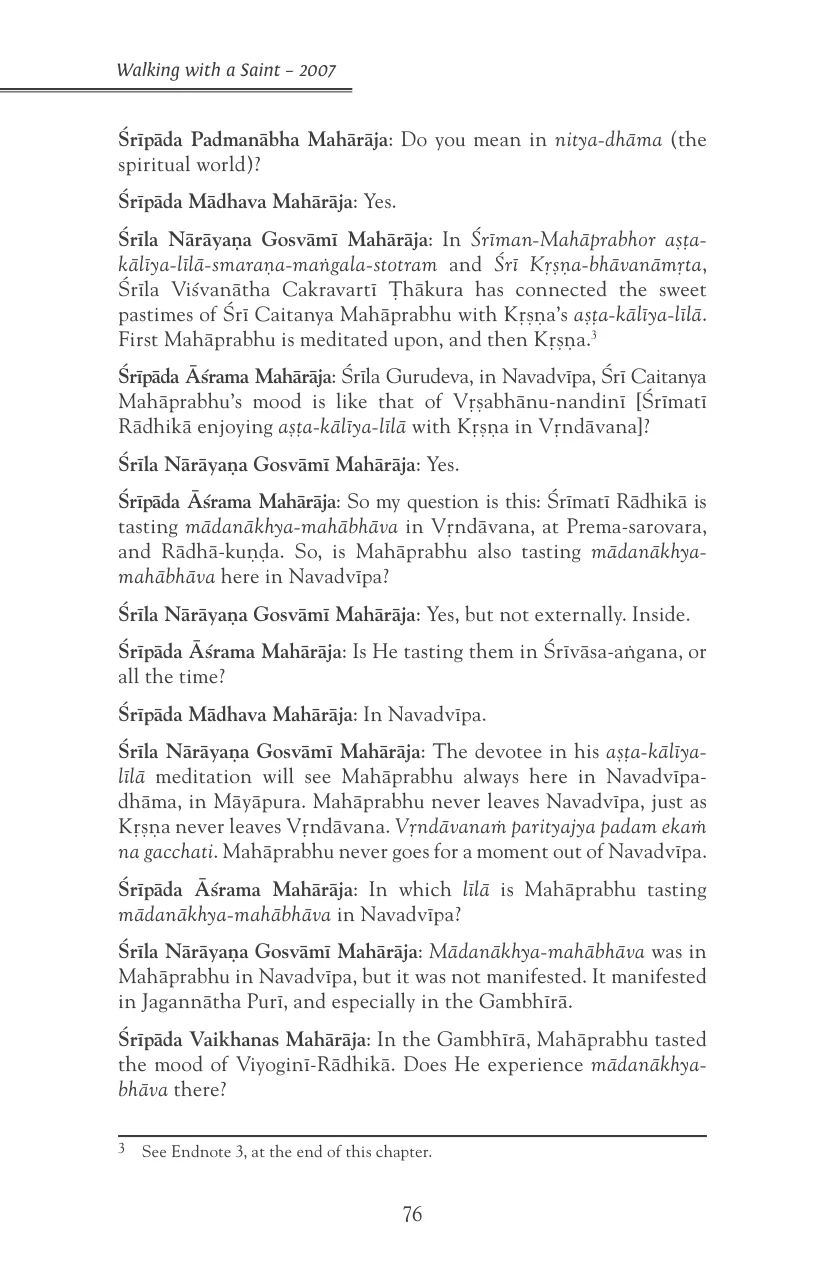 Walking with a Saint – 2007
Śrīpāda Padmanābha Mahārāja: Do you mean in nitya-dhāma (the
spiritual world)?
Śrīpāda Mādhava Mahārāja: Yes.
Śrīla Nārāyaṇa Gosvāmī Mahārāja: In Śrīman-Mahāprabhor aṣṭa-
kālīya-līlā-smaraṇa-maṅgala-stotram and Śrī Kṛṣṇa-bhāvanāmṛta,
Śrīla Viśvanātha Cakravartī Ṭhākura has connected the sweet
pastimes of Śrī Caitanya Mahāprabhu with Kṛṣṇa's aṣṭa-kālīya-līlā.
First Mahāprabhu is meditated upon, and then Kṛṣṇa.3
Śrīpāda Āśrama Mahārāja: Śrīla Gurudeva, in Navadvīpa, Śrī Caitanya
Mahāprabhu's mood is like that of Vṛṣabhānu-nandinī [Śrīmatī
Rādhikā enjoying aṣṭa-kālīya-līlā with Kṛṣṇa in Vṛndāvana]?
Śrīla Nārāyaṇa Gosvāmī Mahārāja: Yes.
Śrīpāda Āśrama Mahārāja: So my question is this: Śrīmatī Rādhikā is
tasting mādanākhya-mahābhāva in Vṛndāvana, at Prema-sarovara,
and Rādhā-kuṇḍa. So, is Mahāprabhu also tasting mādanākhya-
mahābhāva here in Navadvīpa?
Śrīla Nārāyaṇa Gosvāmī Mahārāja: Yes, but not externally. Inside.
Śrīpāda Āśrama Mahārāja: Is He tasting them in Śrīvāsa-aṅgana, or
all the time?
Śrīpāda Mādhava Mahārāja: In Navadvīpa.
Śrīla Nārāyaṇa Gosvāmī Mahārāja: The devotee in his aṣṭa-kālīya-
līlā meditation will see Mahāprabhu always here in Navadvīpa-
dhāma, in Māyāpura. Mahāprabhu never leaves Navadvīpa, just as
Kṛṣṇa never leaves Vṛndāvana. Vṛndāvanaṁ parityajya padam ekaṁ
na gacchati. Mahāprabhu never goes for a moment out of Navadvīpa.
Śrīpāda Āśrama Mahārāja: In which līlā is Mahāprabhu tasting
mādanākhya-mahābhāva in Navadvīpa?
Śrīla Nārāyaṇa Gosvāmī Mahārāja: Mādanākhya-mahābhāva was in
Mahāprabhu in Navadvīpa, but it was not manifested. It manifested
in Jagannātha Purī, and especially in the Gambhīrā.
Śrīpāda Vaikhanas Mahārāja: In the Gambhīrā, Mahāprabhu tasted
the mood of Viyoginī-Rādhikā. Does He experience mādanākhya-
bhāva there?
3 See Endnote 3, at the end of this chapter.
76